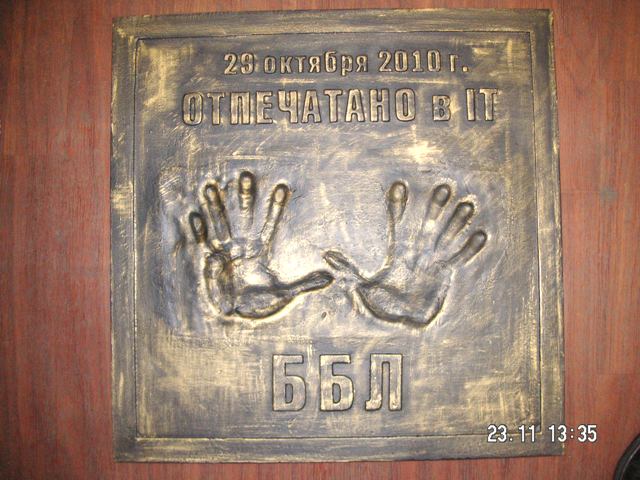 29 октября 2010 г.
ОТПЕЧАТАНО в IT
ББЛ
23.11 13:35